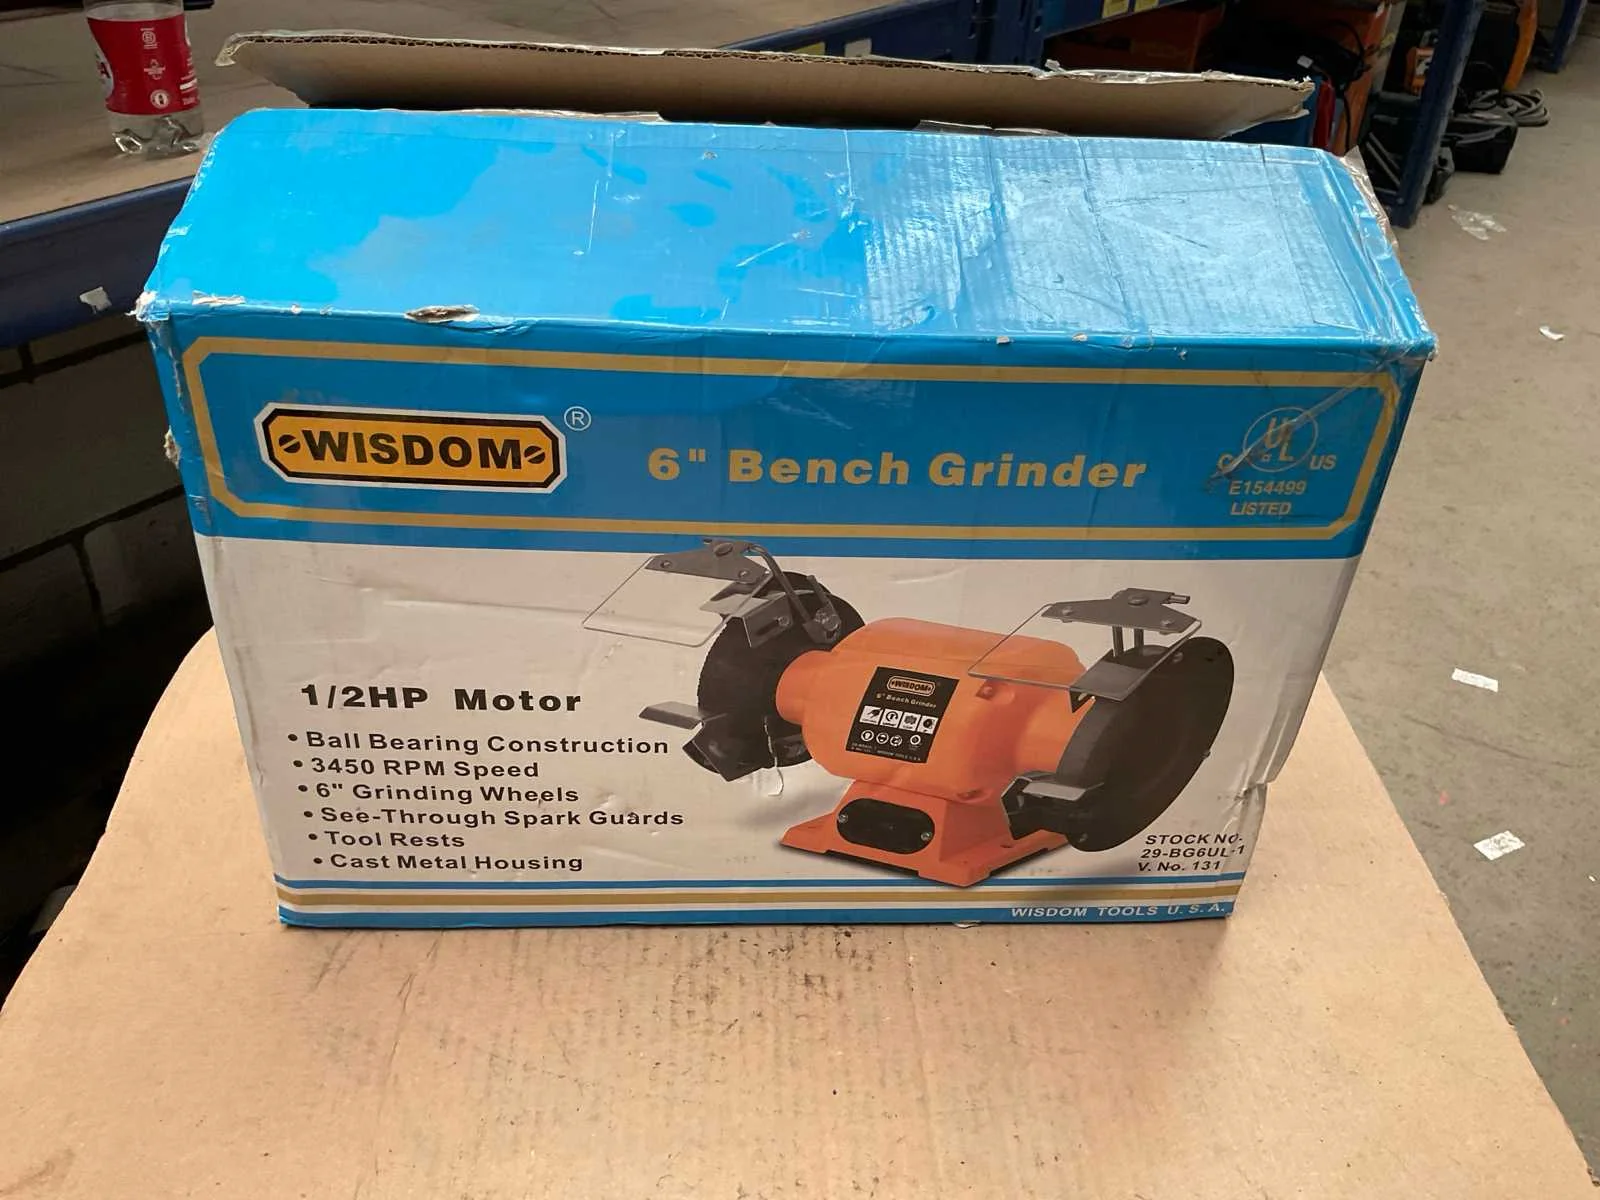 WISDOM®
6" Bench Grinder
C UL US
E154499
LISTED
1/2HP Motor
• Ball Bearing Construction
• 3450 RPM Speed
• 6" Grinding Wheels
• See-Through Spark Guards
• Tool Rests
• Cast Metal Housing
WISDOM
6" Bench Grinder
STOCK NO.
29-BG6UL-1
V. No. 131
WISDOM TOOLS U.S.A.